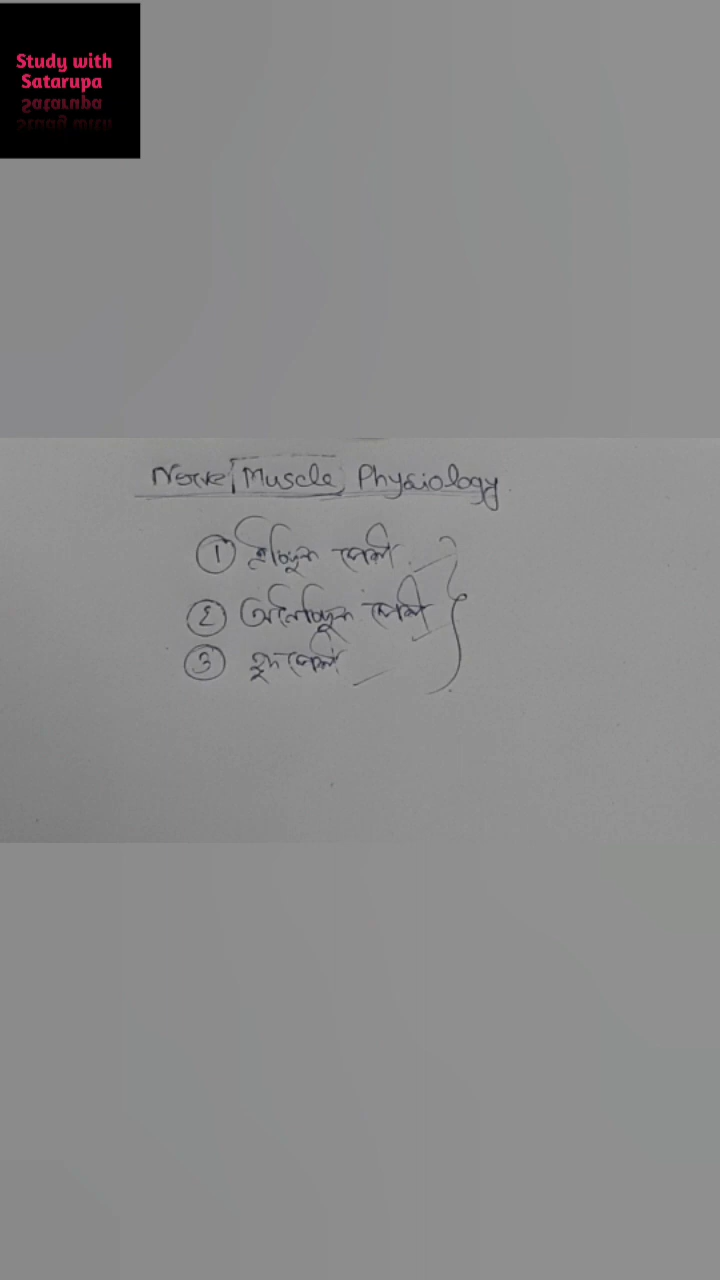 Study with
Satarupa
Nerve Muscle Physiology
① ঐচ্ছিক পেশী
② অনৈচ্ছিক পেশী
③ হৃদপেশী